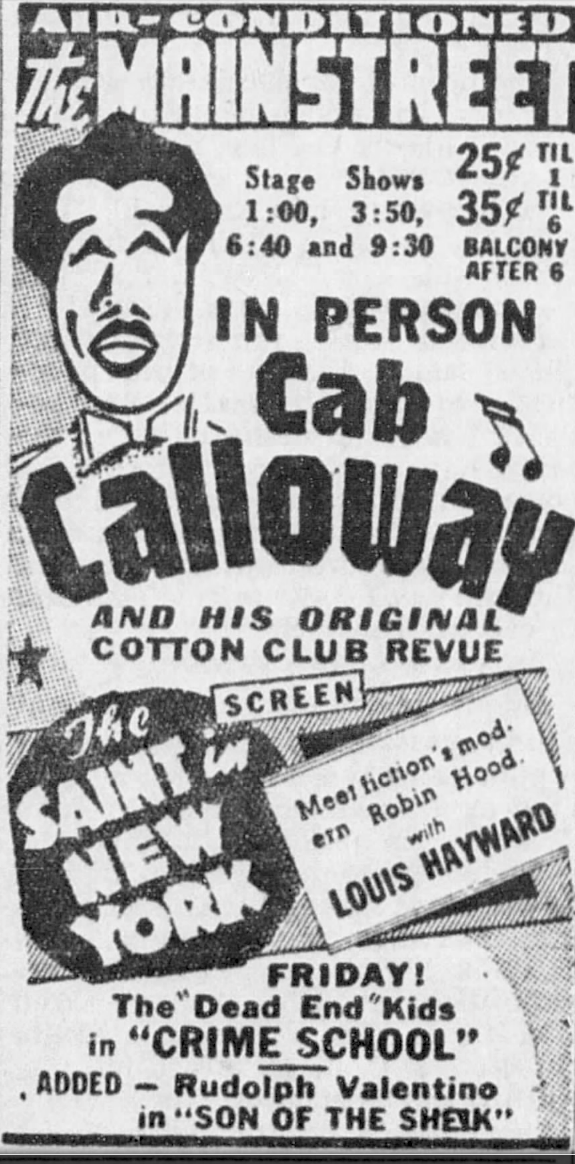 AIR-CONDITIONED
The MAINSTREET
Stage Shows
1:00, 3:50,
6:40 and 9:30
25¢ TIL 1
35¢ TIL 6
BALCONY
AFTER 6
IN PERSON
Cab
Calloway
AND HIS ORIGINAL
COTTON CLUB REVUE
SCREEN
The
SAINT in
NEW
YORK
Meet fiction's mod-
ern Robin Hood.
with
LOUIS HAYWARD
FRIDAY!
The "Dead End" Kids
in "CRIME SCHOOL"
ADDED — Rudolph Valentino
in "SON OF THE SHEIK"